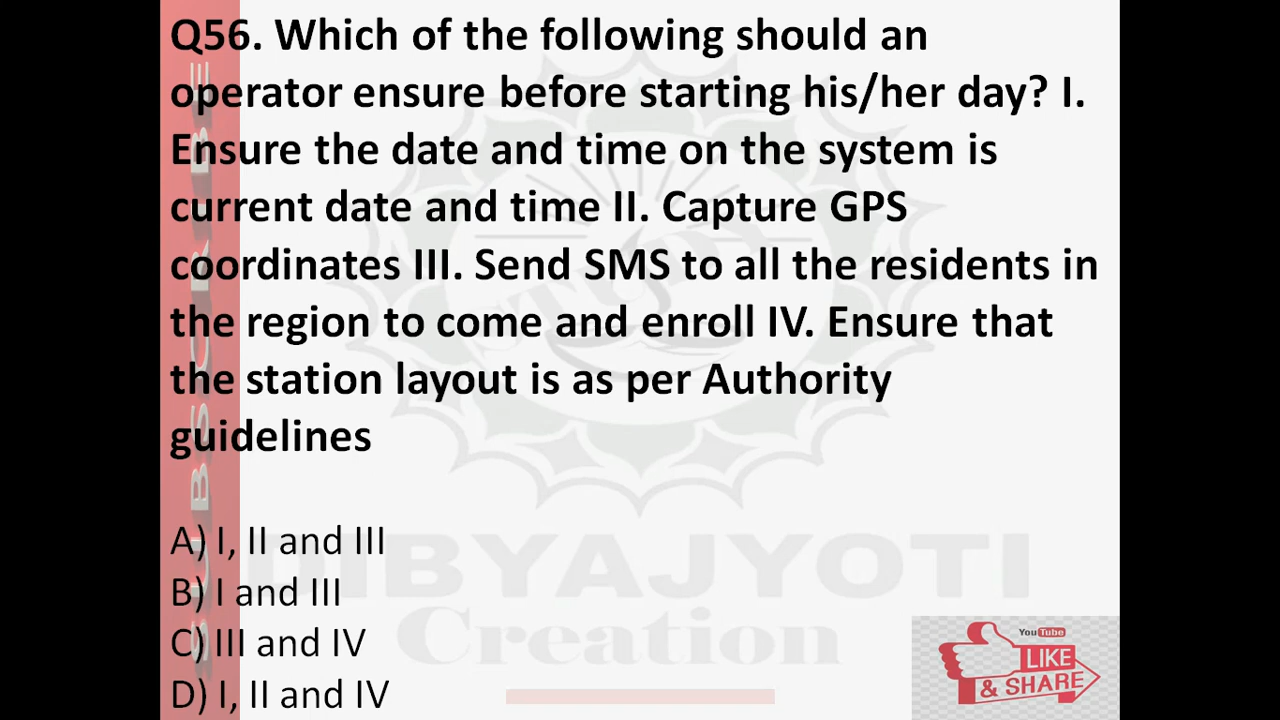 Q56. Which of the following should an
operator ensure before starting his/her day? I.
Ensure the date and time on the system is
current date and time II. Capture GPS
coordinates III. Send SMS to all the residents in
the region to come and enroll IV. Ensure that
the station layout is as per Authority
guidelines
A) I, II and III
B) I and III
C) III and IV
D) I, II and IV
DIBYAJYOTI
Creation
YouTube
LIKE
& SHARE